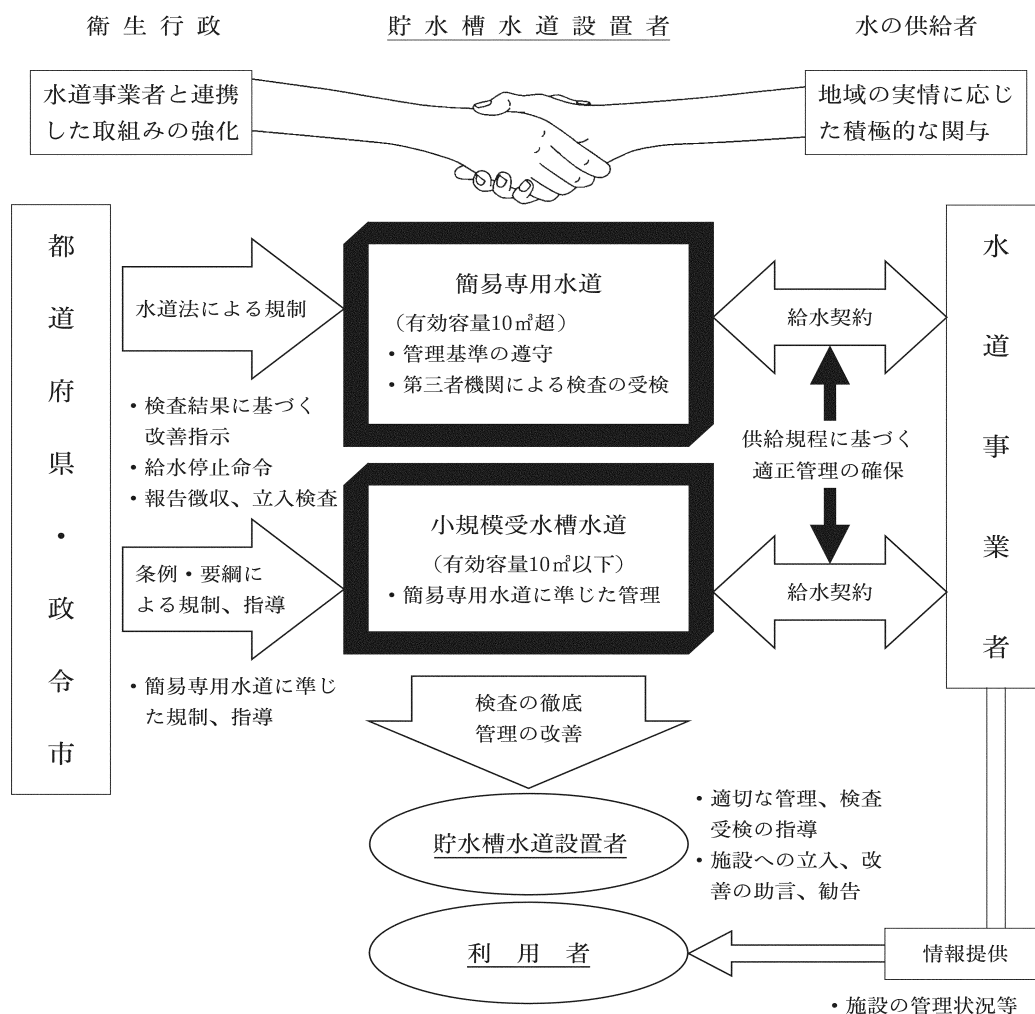 衛生行政
貯水槽水道設置者
水の供給者
水道事業者と連携
した取組みの強化
地域の実情に応じ
た積極的な関与
都道府県・政令市
水道法による規制
・検査結果に基づく
改善指示
・給水停止命令
・報告徴収、立入検査
条例・要綱に
よる規制、指導
・簡易専用水道に準じ
た規制、指導
簡易専用水道
（有効容量10㎥超）
・管理基準の遵守
・第三者機関による検査の受検
小規模受水槽水道
（有効容量10㎥以下）
・簡易専用水道に準じた管理
給水契約
供給規程に基づく
適正管理の確保
給水契約
水道事業者
検査の徹底
管理の改善
貯水槽水道設置者
・適切な管理、検査
受検の指導
・施設への立入、改
善の助言、勧告
利用者
情報提供
・施設の管理状況等